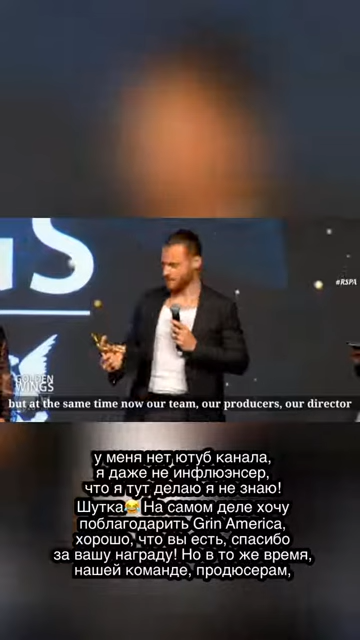 GS
#RSPA
GOLDEN
WINGS
but at the same time now our team, our producers, our director
у меня нет ютуб канала,
я даже не инфлюэнсер,
что я тут делаю я не знаю!
Шутка😂 На самом деле хочу
поблагодарить Grin America,
хорошо, что вы есть, спасибо
за вашу награду! Но в то же время,
нашей команде, продюсерам,